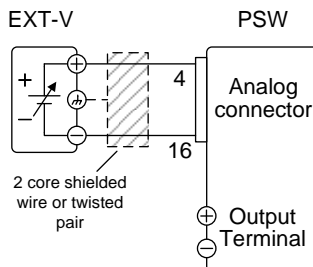 EXT-V
PSW
4
Analog
connector
16
2 core shielded
wire or twisted
pair
Output
Terminal